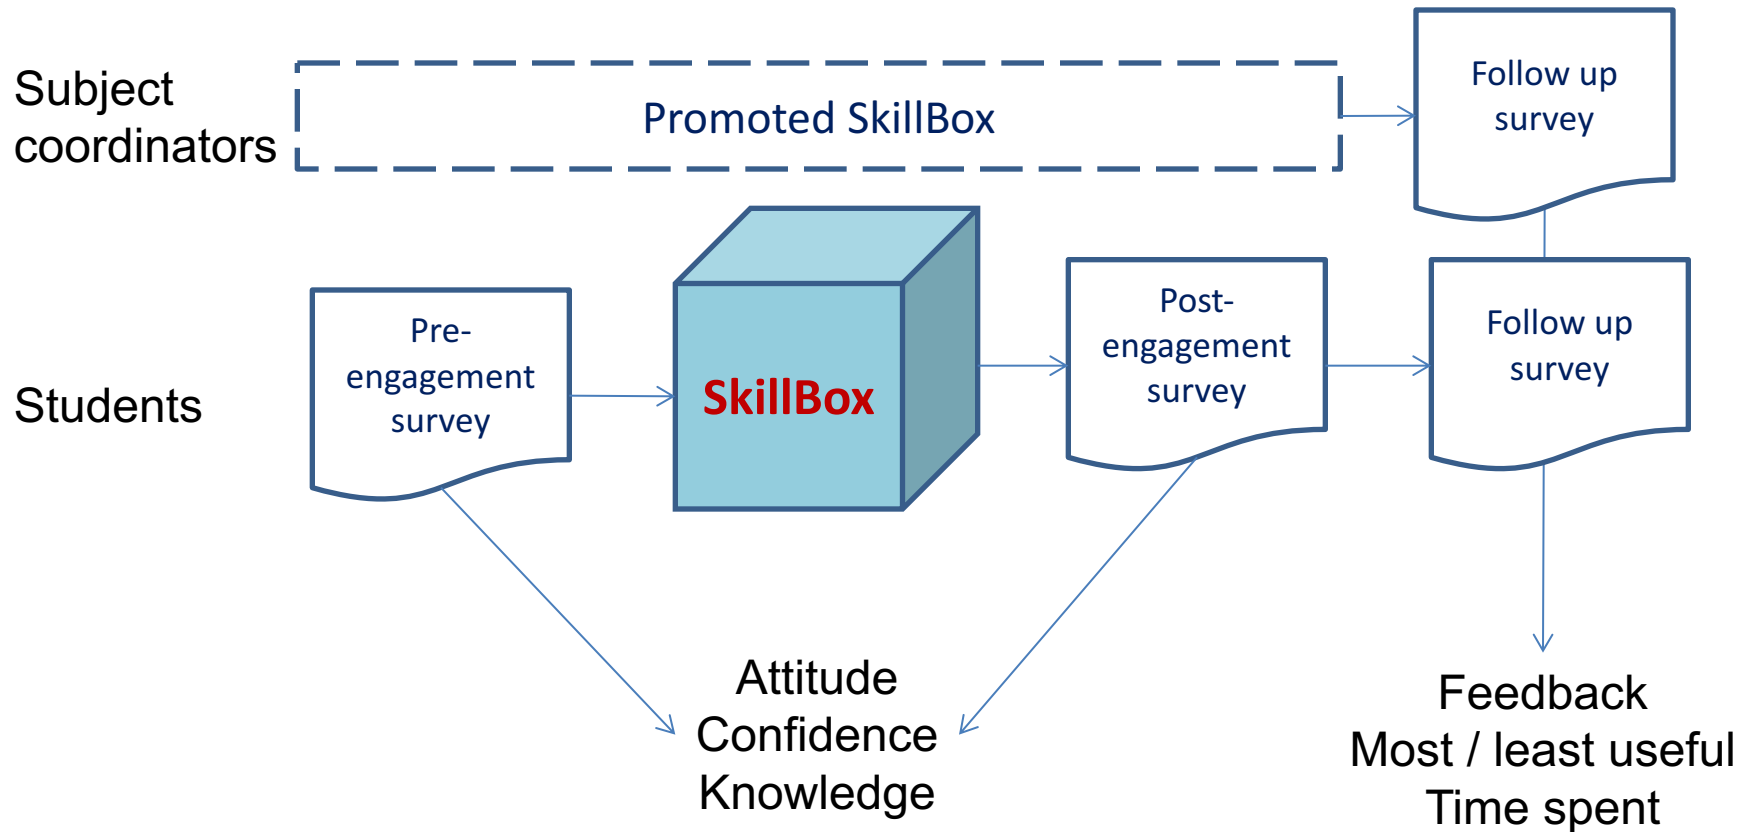 Subject
coordinators
Promoted SkillBox
Follow up
survey
Students
Pre-
engagement
survey
SkillBox
Post-
engagement
survey
Follow up
survey
Attitude
Confidence
Knowledge
Feedback
Most / least useful
Time spent